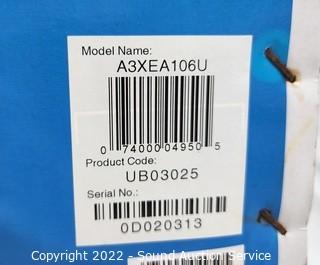 Model Name:
A3XEA106U
0 74000 04950 5
Product Code:
UB03025
Serial No.:
0D020313
Copyright 2022 - Sound Auction Service